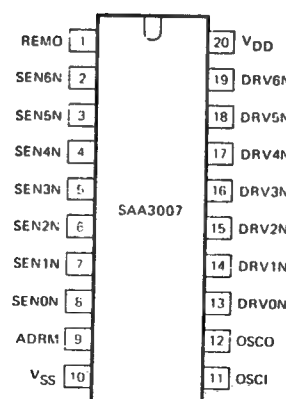 REMO 1 20 VDD
SEN6N 2 19 DRV6N
SEN5N 3 18 DRV5N
SEN4N 4 17 DRV4N
SEN3N 5 16 DRV3N
SAA3007
SEN2N 6 15 DRV2N
SEN1N 7 14 DRV1N
SEN0N 8 13 DRV0N
ADRM 9 12 OSCO
VSS 10 11 OSCI